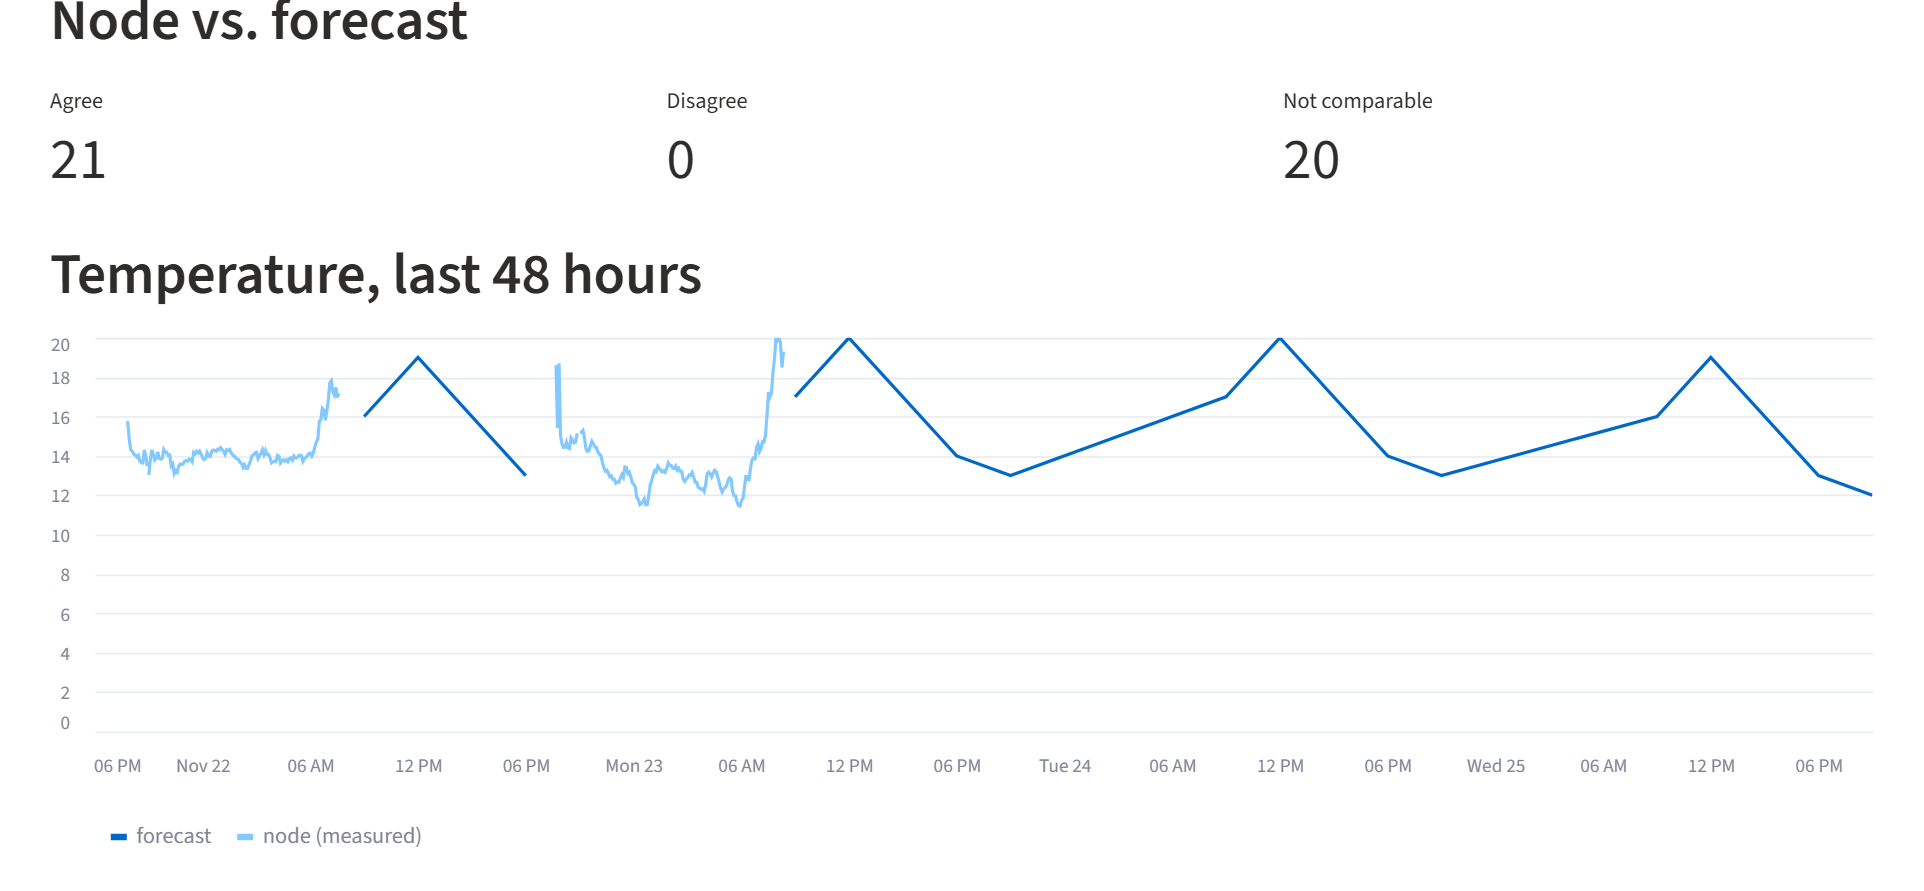 Node vs. forecast
Agree
Disagree
Not comparable
21
0
20
Temperature, last 48 hours
20
18
16
14
12
10
8
6
4
2
0
06 PM Nov 22 06 AM 12 PM 06 PM Mon 23 06 AM 12 PM 06 PM Tue 24 06 AM 12 PM 06 PM Wed 25 06 AM 12 PM 06 PM
forecast node (measured)